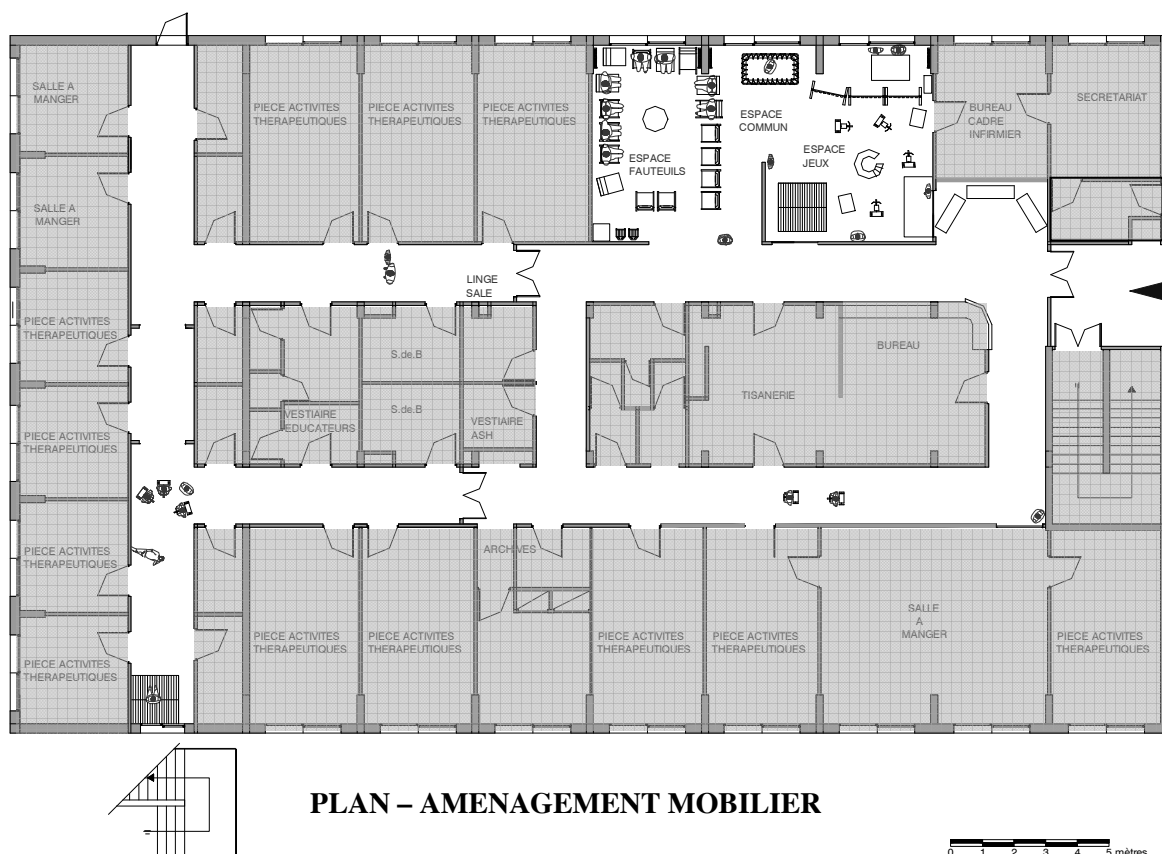 SALLE A
MANGER
PIECE ACTIVITES
THERAPEUTIQUES
PIECE ACTIVITES
THERAPEUTIQUES
PIECE ACTIVITES
THERAPEUTIQUES
ESPACE
FAUTEUILS
ESPACE
COMMUN
ESPACE
JEUX
BUREAU
CADRE
INFIRMIER
SECRETARIAT
SALLE A
MANGER
LINGE
SALE
PIECE ACTIVITES
THERAPEUTIQUES
S.de.B
BUREAU
TISANERIE
S.de.B
VESTIAIRE
EDUCATEURS
VESTIAIRE
ASH
PIECE ACTIVITES
THERAPEUTIQUES
PIECE ACTIVITES
THERAPEUTIQUES
ARCHIVES
SALLE
A
MANGER
PIECE ACTIVITES
THERAPEUTIQUES
PIECE ACTIVITES
THERAPEUTIQUES
PIECE ACTIVITES
THERAPEUTIQUES
PIECE ACTIVITES
THERAPEUTIQUES
PIECE ACTIVITES
THERAPEUTIQUES
PIECE ACTIVITES
THERAPEUTIQUES
PLAN – AMENAGEMENT MOBILIER
0 1 2 3 4 5 mètres